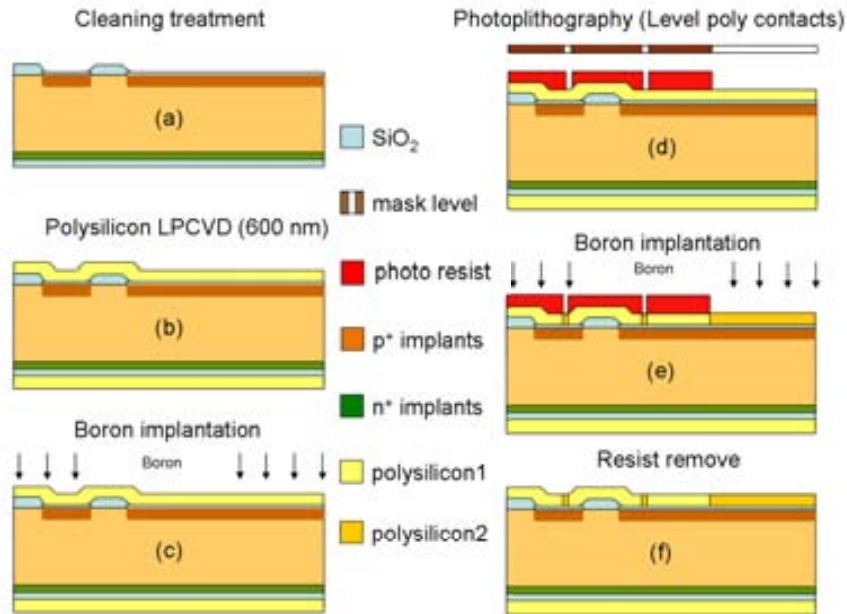 Cleaning treatment
(a)
Polysilicon LPCVD (600 nm)
(b)
Boron implantation
Boron
(c)
SiO₂
mask level
photo resist
p⁺ implants
n⁺ implants
polysilicon1
polysilicon2
Photoplithography (Level poly contacts)
(d)
Boron implantation
Boron
(e)
Resist remove
(f)